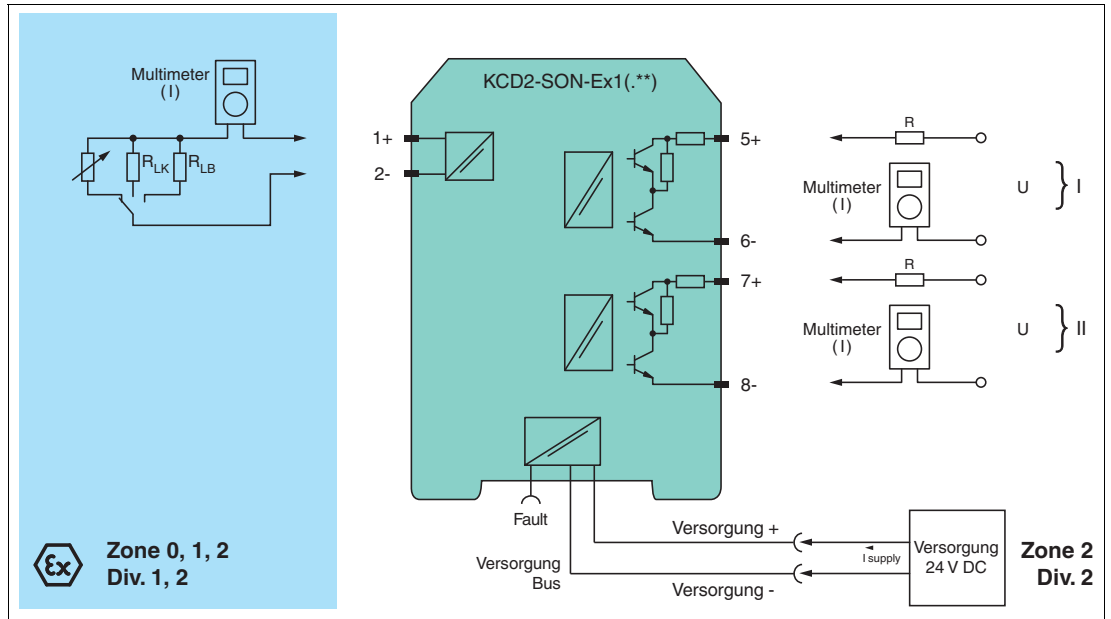 Multimeter
(I)
RLK
RLB
KCD2-SON-Ex1(.**)
1+
2-
5+
6-
7+
8-
R
Multimeter
(I)
U
I
R
Multimeter
(I)
U
II
Fault
Versorgung
Bus
Versorgung +
Versorgung -
I supply
Versorgung
24 V DC
Zone 2
Div. 2
Ex
Zone 0, 1, 2
Div. 1, 2